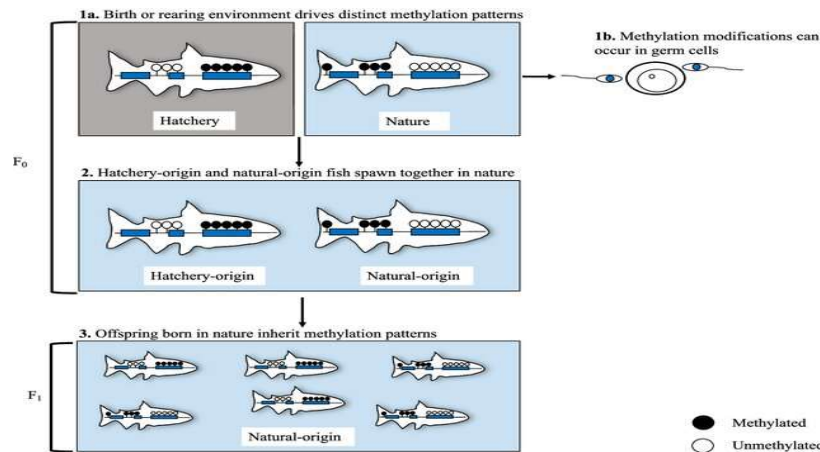 1a. Birth or rearing environment drives distinct methylation patterns
1b. Methylation modifications can
occur in germ cells
Hatchery
Nature
F₀
2. Hatchery-origin and natural-origin fish spawn together in nature
Hatchery-origin
Natural-origin
3. Offspring born in nature inherit methylation patterns
F₁
Natural-origin
Methylated
Unmethylated